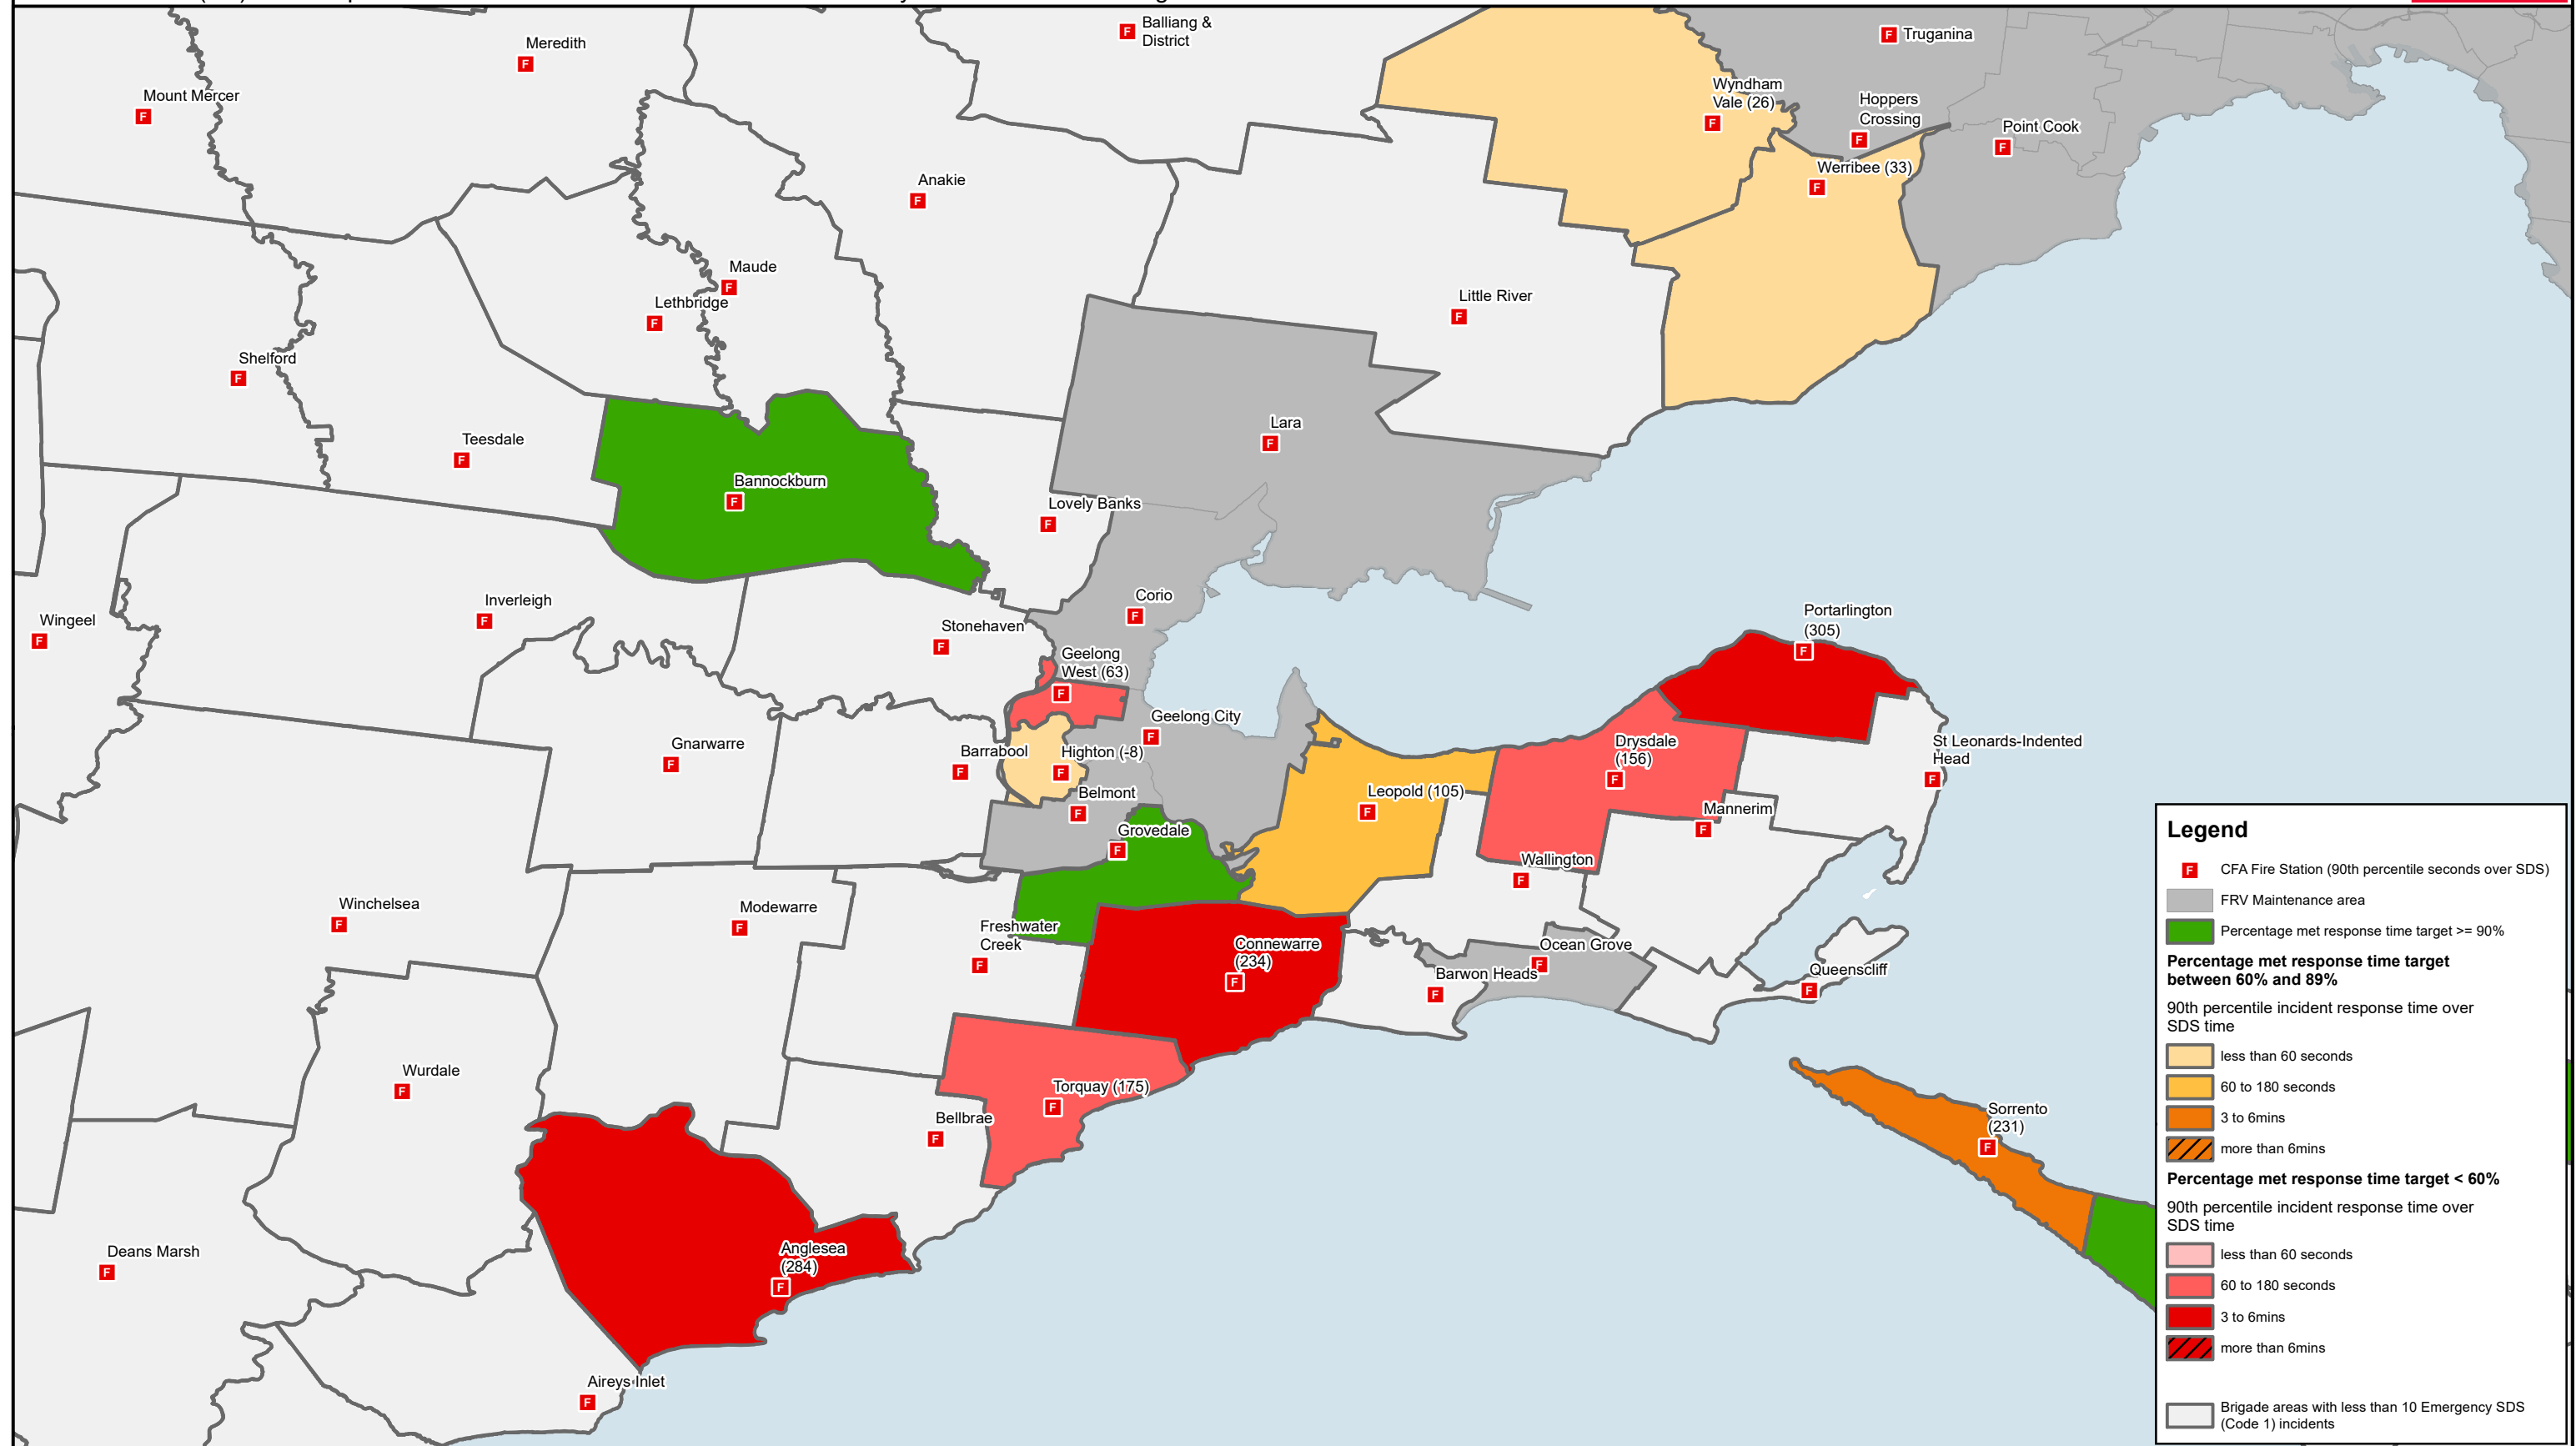 Balliang &
District
Truganina
Meredith
Mount Mercer
Wyndham
Vale (26)
Hoppers
Crossing
Point Cook
Werribee (33)
Anakie
Maude
Lethbridge
Little River
Shelford
Teesdale
Lara
Bannockburn
Lovely Banks
Inverleigh
Wingeel
Corio
Stonehaven
Portarlington
(305)
Geelong
West (63)
Geelong City
Gnarwarre
Barrabool
Highton (-8)
Belmont
Leopold (105)
Drysdale
(156)
St Leonards-Indented
Head
Mannerim
Grovedale
Wallington
Winchelsea
Modewarre
Freshwater
Creek
Connewarre
(234)
Ocean Grove
Barwon Heads
Queenscliff
Wurdale
Torquay (175)
Bellbrae
Sorrento
(231)
Deans Marsh
Anglesea
(284)
Aireys Inlet
Legend
CFA Fire Station (90th percentile seconds over SDS)
FRV Maintenance area
Percentage met response time target >= 90%
Percentage met response time target
between 60% and 89%
90th percentile incident response time over
SDS time
less than 60 seconds
60 to 180 seconds
3 to 6mins
more than 6mins
Percentage met response time target < 60%
90th percentile incident response time over
SDS time
less than 60 seconds
60 to 180 seconds
3 to 6mins
more than 6mins
Brigade areas with less than 10 Emergency SDS
(Code 1) incidents